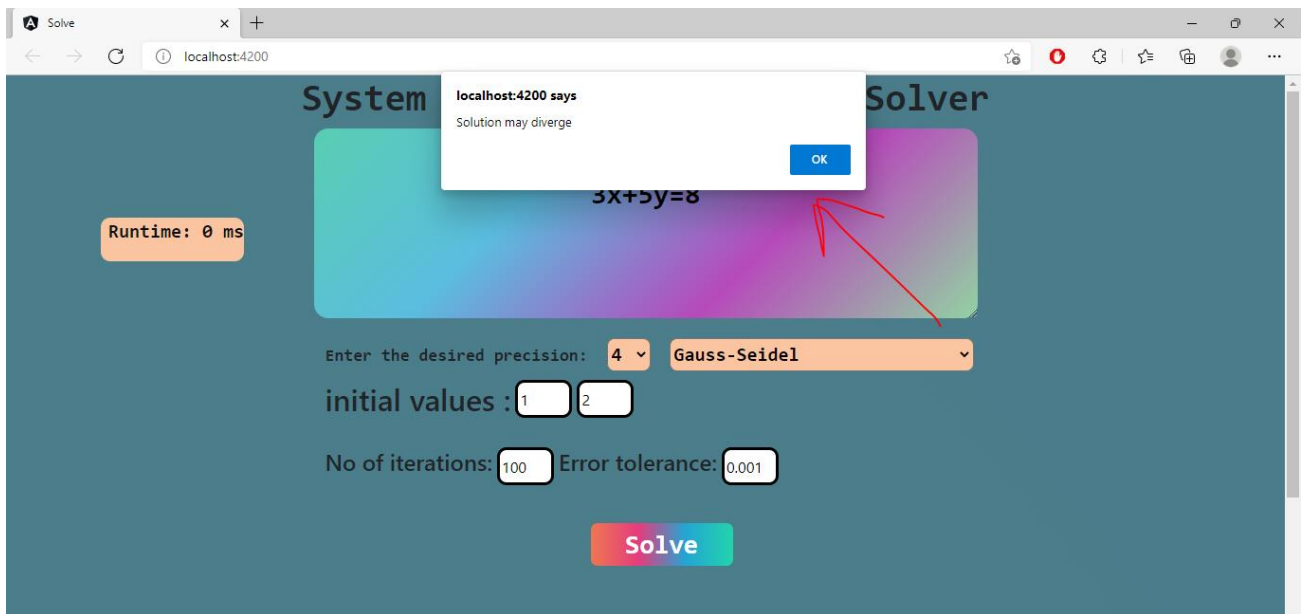 Solve
localhost:4200
System Solver
localhost:4200 says
Solution may diverge
OK
3x+5y=8
Runtime: 0 ms
Enter the desired precision: 4 Gauss-Seidel
initial values : 1 2
No of iterations: 100 Error tolerance: 0.001
Solve